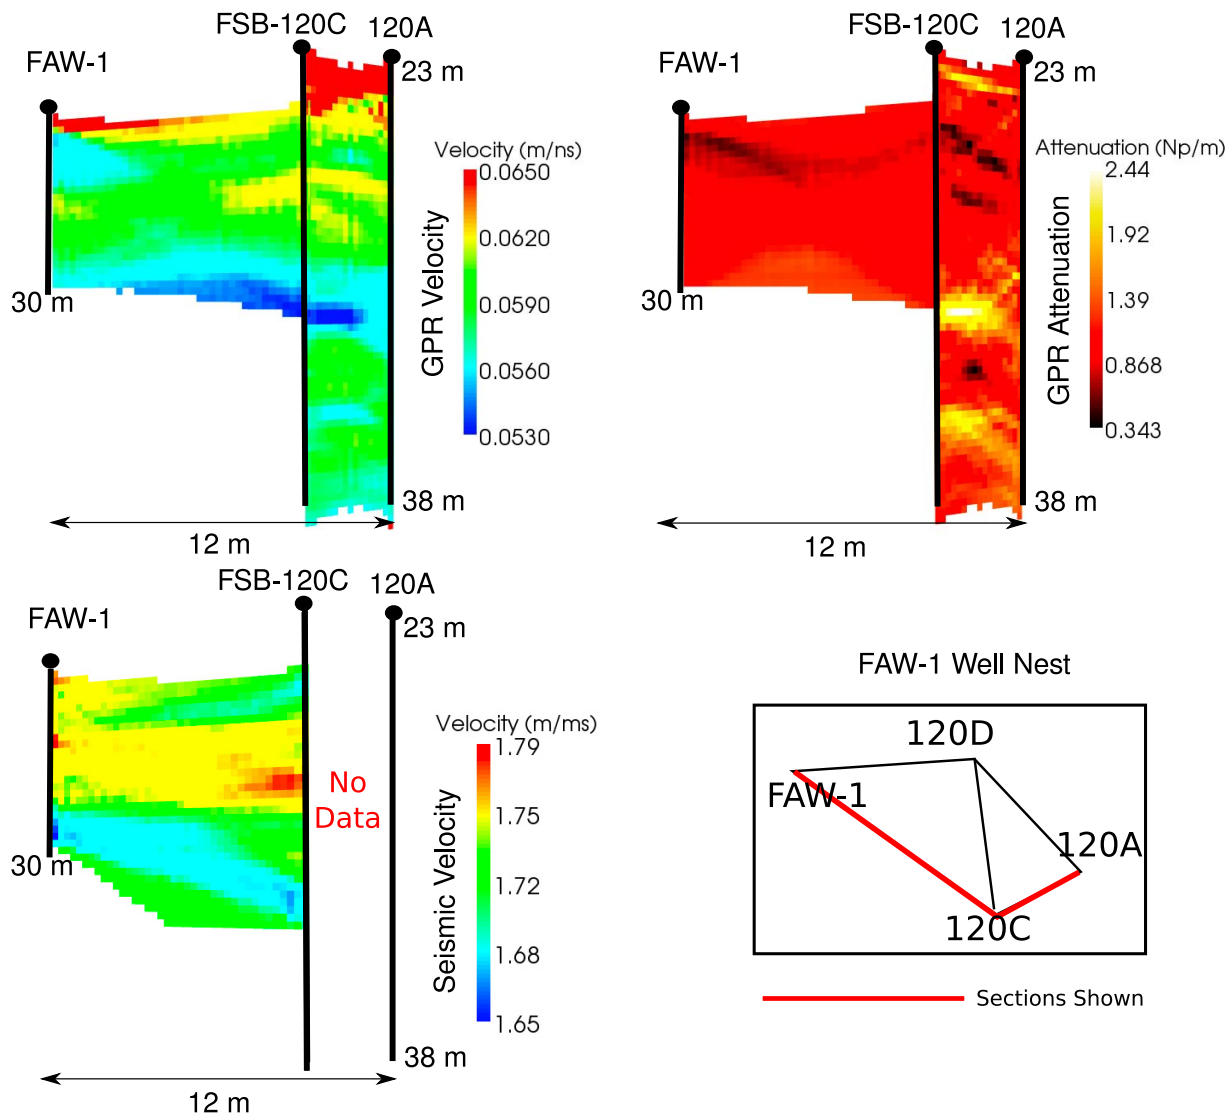 FSB-120C 120A
FAW-1
23 m
Velocity (m/ns)
0.0650
0.0620
0.0590
0.0560
0.0530
GPR Velocity
30 m
38 m
12 m
FSB-120C 120A
FAW-1
23 m
Attenuation (Np/m)
2.44
1.92
1.39
0.868
0.343
GPR Attenuation
30 m
38 m
12 m
FSB-120C 120A
FAW-1
23 m
Velocity (m/ms)
1.79
1.75
1.72
1.68
1.65
Seismic Velocity
No
Data
30 m
38 m
12 m
FAW-1 Well Nest
120D
FAW-1
120A
120C
Sections Shown